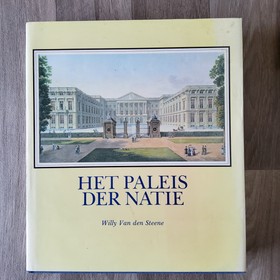 HET PALEIS
DER NATIE
Willy Van den Steene